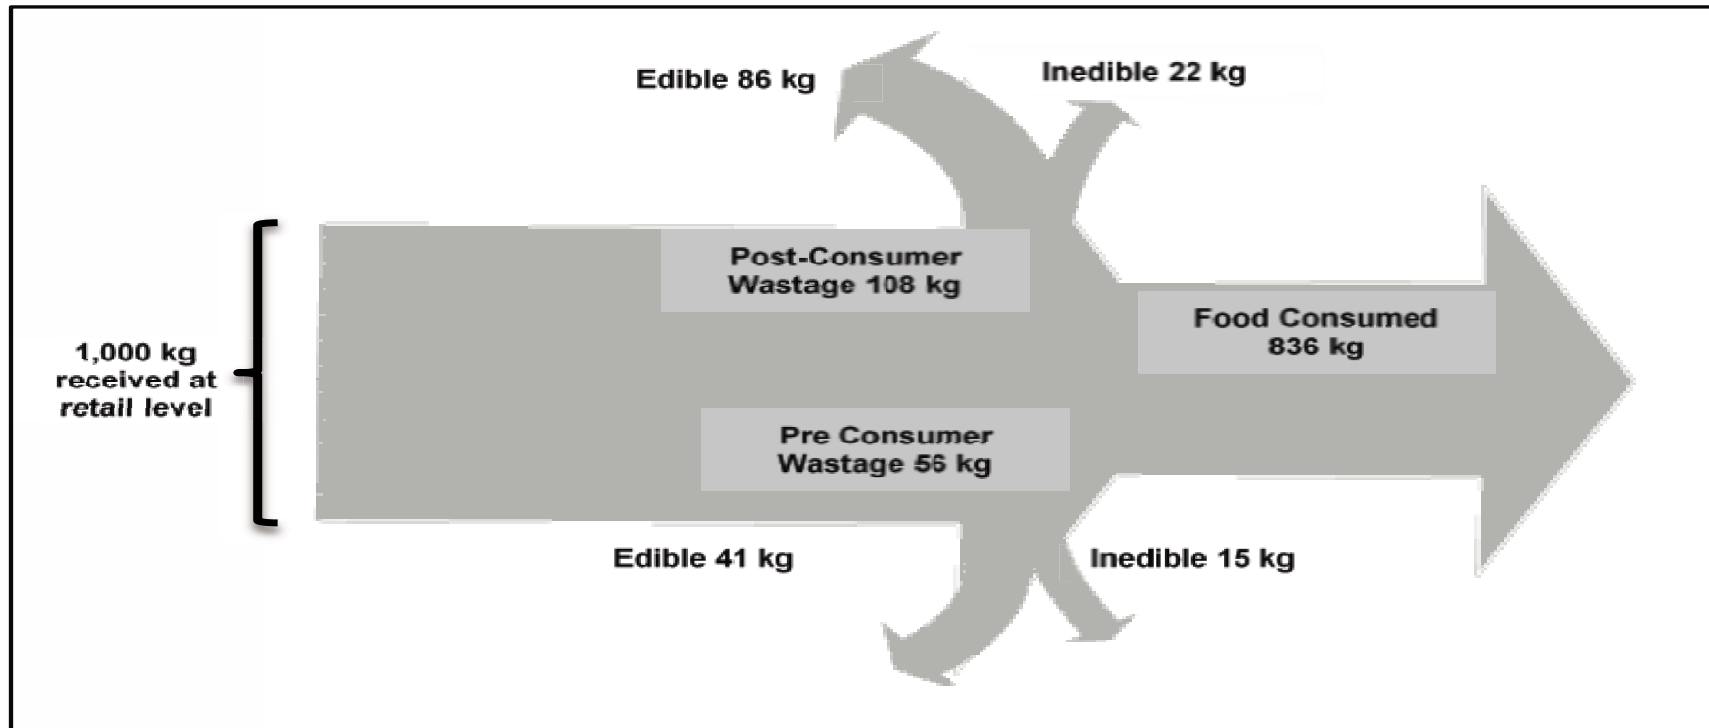 Edible 86 kg
Inedible 22 kg
Post-Consumer
Wastage 108 kg
Food Consumed
836 kg
1,000 kg
received at
retail level
Pre Consumer
Wastage 56 kg
Edible 41 kg
Inedible 15 kg